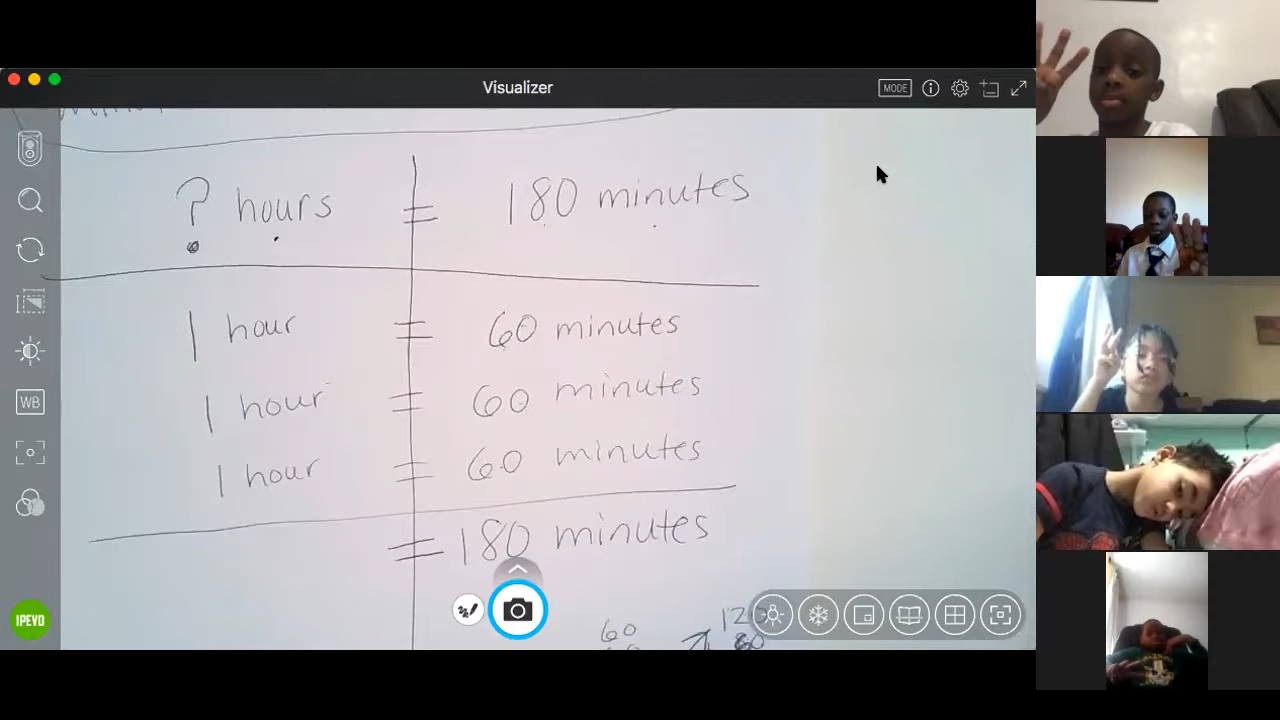 Visualizer
MODE
? hours = 180 minutes
1 hour = 60 minutes
1 hour = 60 minutes
1 hour = 60 minutes
= 180 minutes
WB
IPEVO
60